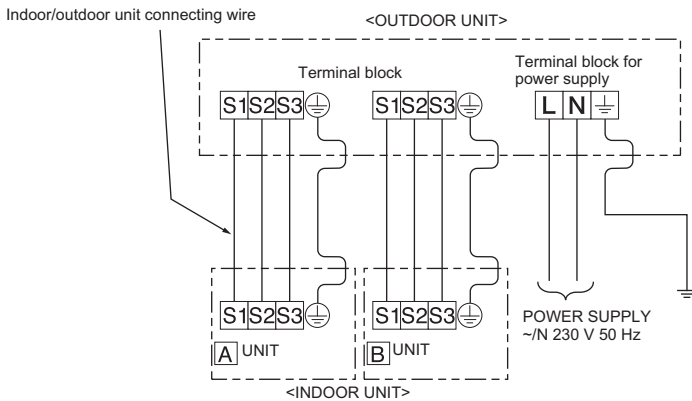 Indoor/outdoor unit connecting wire
<OUTDOOR UNIT>
Terminal block
Terminal block for
power supply
S1 S2 S3
S1 S2 S3
L N
S1 S2 S3
S1 S2 S3
A UNIT
B UNIT
POWER SUPPLY
~/N 230 V 50 Hz
<INDOOR UNIT>